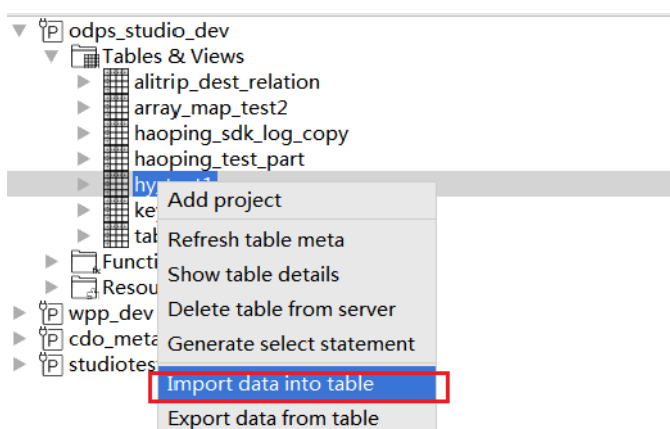 odps_studio_dev
Tables & Views
alitrip_dest_relation
array_map_test2
haoping_sdk_log_copy
haoping_test_part
Add project
Refresh table meta
Show table details
Delete table from server
wpp_dev
Generate select statement
Import data into table
Export data from table